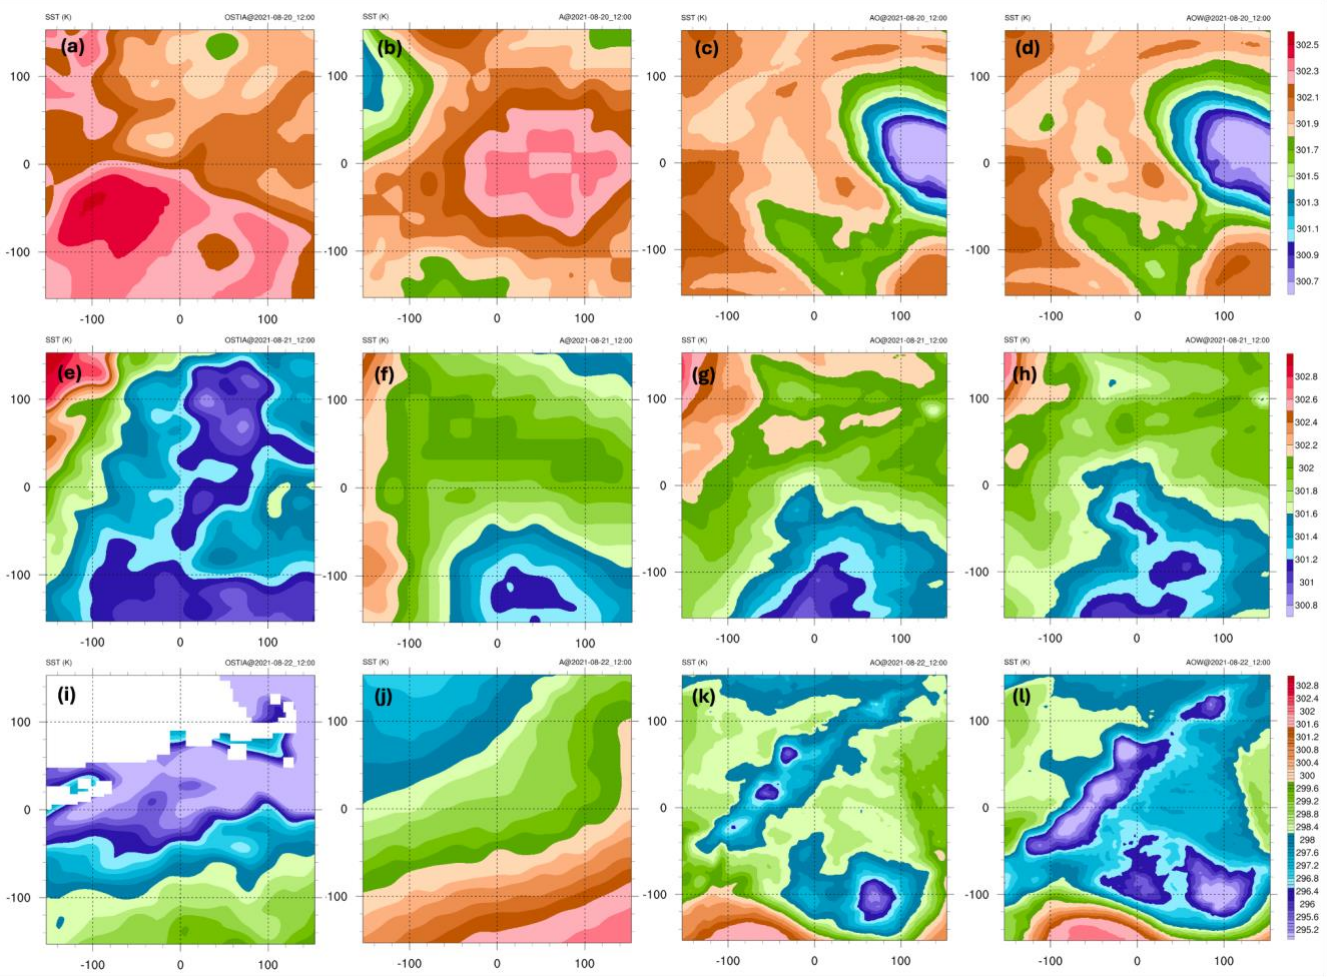 SST (K) OSTIA@2021-08-20_12:00 SST (K) A@2021-08-20_12:00 SST (K) AO@2021-08-20_12:00 SST (K) AOW@2021-08-20_12:00
(a) (b) (c) (d)
100 100 100 100
0 0 0 0
-100 -100 -100 -100
-100 0 100 -100 0 100 -100 0 100 -100 0 100
302.5
302.3
302.1
301.9
301.7
301.5
301.3
301.1
300.9
300.7
SST (K) OSTIA@2021-08-21_12:00 SST (K) A@2021-08-21_12:00 SST (K) AO@2021-08-21_12:00 SST (K) AOW@2021-08-21_12:00
(e) (f) (g) (h)
100 100 100 100
0 0 0 0
-100 -100 -100 -100
-100 0 100 -100 0 100 -100 0 100 -100 0 100
302.8
302.6
302.4
302.2
302
301.8
301.6
301.4
301.2
301
300.8
SST (K) OSTIA@2021-08-22_12:00 SST (K) A@2021-08-22_12:00 SST (K) AO@2021-08-22_12:00 SST (K) AOW@2021-08-22_12:00
(i) (j) (k) (l)
100 100 100 100
0 0 0 0
-100 -100 -100 -100
-100 0 100 -100 0 100 -100 0 100 -100 0 100
302.8
302.4
302
301.6
301.2
300.8
300.4
300
299.6
299.2
298.8
298.4
298
297.6
297.2
296.8
296.4
296
295.6
295.2